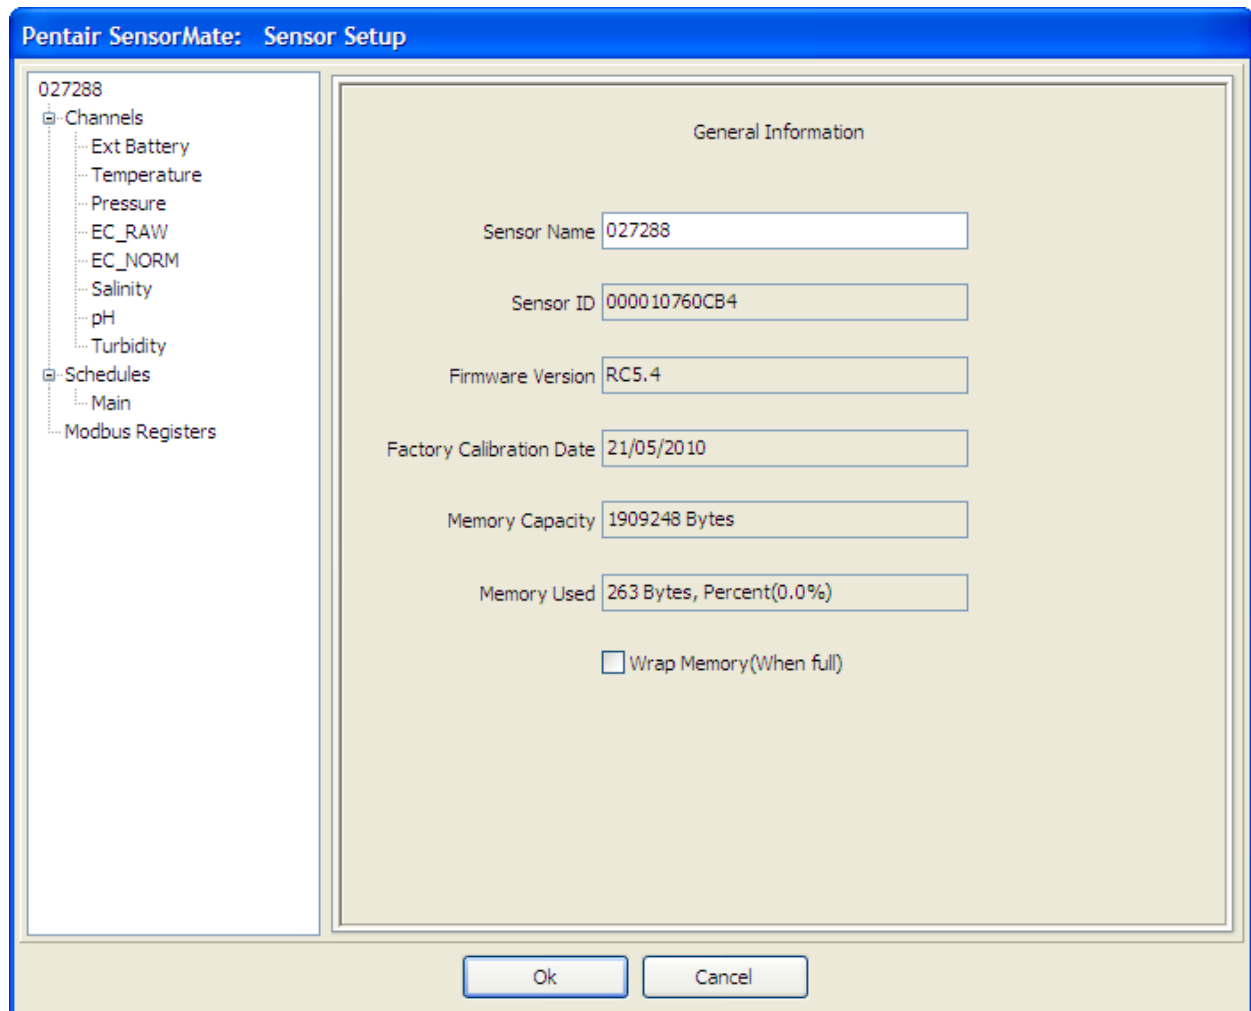 Pentair SensorMate: Sensor Setup
027288
Channels
Ext Battery
Temperature
Pressure
EC_RAW
EC_NORM
Salinity
pH
Turbidity
Schedules
Main
Modbus Registers
General Information
Sensor Name 027288
Sensor ID 000010760CB4
Firmware Version RC5.4
Factory Calibration Date 21/05/2010
Memory Capacity 1909248 Bytes
Memory Used 263 Bytes, Percent(0.0%)
Wrap Memory(When full)
Ok Cancel